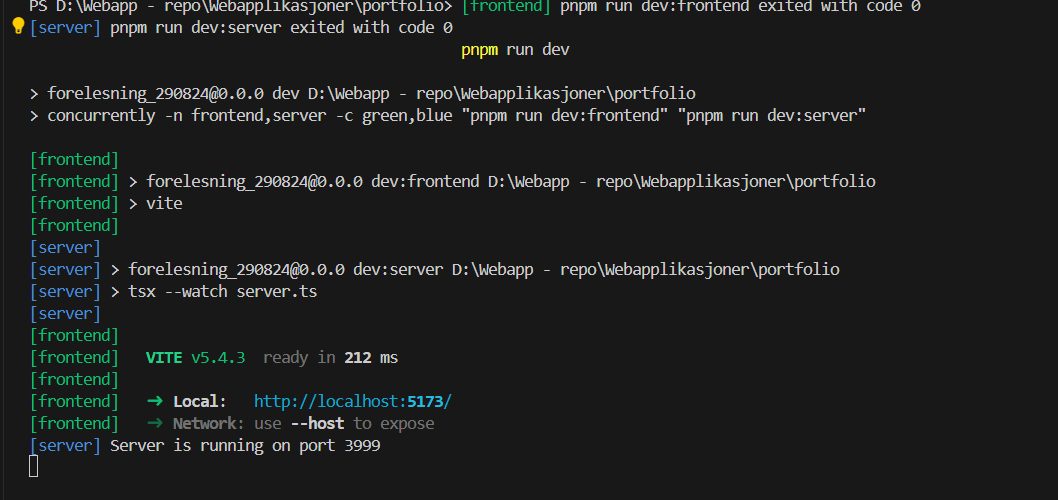 PS D:\Webapp - repo\Webapplikasjoner\portfolio> [frontend] pnpm run dev:frontend exited with code 0
[server] pnpm run dev:server exited with code 0
pnpm run dev
> forelesning_290824@0.0.0 dev D:\Webapp - repo\Webapplikasjoner\portfolio
> concurrently -n frontend,server -c green,blue "pnpm run dev:frontend" "pnpm run dev:server"
[frontend]
[frontend] > forelesning_290824@0.0.0 dev:frontend D:\Webapp - repo\Webapplikasjoner\portfolio
[frontend] > vite
[frontend]
[server]
[server] > forelesning_290824@0.0.0 dev:server D:\Webapp - repo\Webapplikasjoner\portfolio
[server] > tsx --watch server.ts
[server]
[frontend]
[frontend] VITE v5.4.3 ready in 212 ms
[frontend]
[frontend] ➜ Local: http://localhost:5173/
[frontend] ➜ Network: use --host to expose
[server] Server is running on port 3999